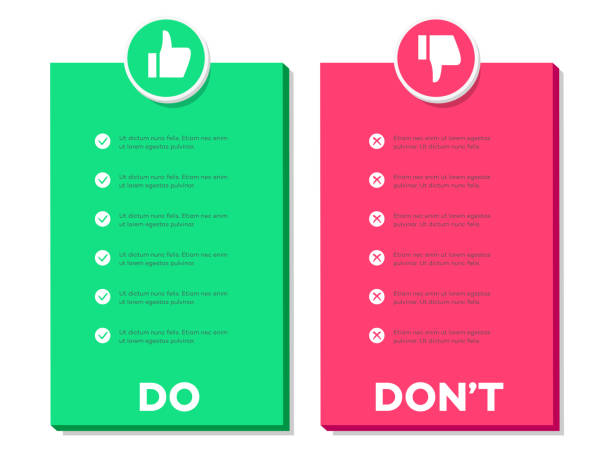 Ut dictum nunc felis. Etiam nec enim
ut lorem egestas pulvinar.
Ut dictum nunc felis. Etiam nec enim
ut lorem egestas pulvinar
Ut dictum nunc felis. Etiam nec enim
ut lorem egestas pulvinar
Ut dictum nunc felis. Etiam nec enim
ut lorem egestas pulvinar
Ut dictum nunc felis. Etiam nec enim
ut lorem egestas pulvinar
Ut dictum nunc felis. Etiam nec enim
ut lorem egestas pulvinar
DO
Etiam nec enim ut lorem egestas
pulvinar. Ut dictum nunc felis.
Etiam nec enim ut lorem egestas
pulvinar. Ut dictum nunc felis.
Etiam nec enim ut lorem egestas
pulvinar. Ut dictum nunc felis.
Etiam nec enim ut lorem egestas
pulvinar. Ut dictum nunc felis.
Etiam nec enim ut lorem egestas
pulvinar. Ut dictum nunc felis.
Etiam nec enim ut lorem egestas
pulvinar. Ut dictum nunc felis.
DON'T